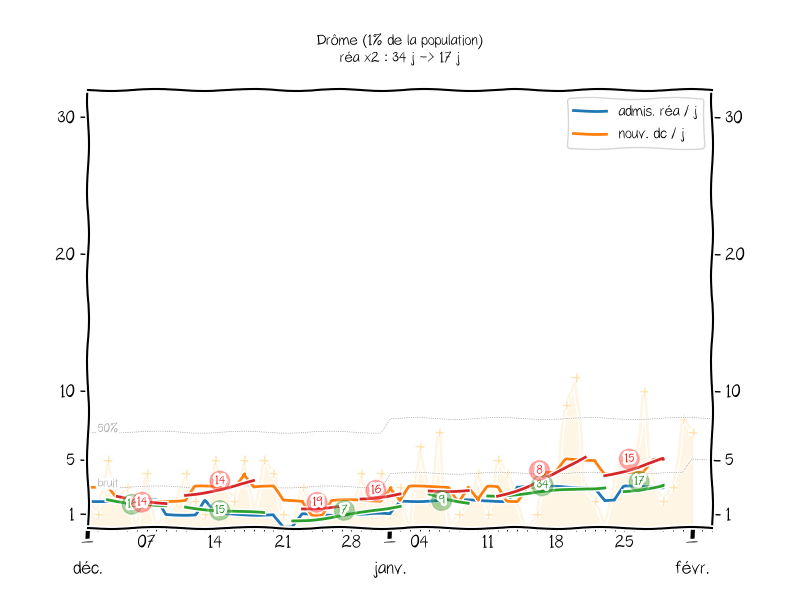 Drôme (1% de la population)
réa x2 : 34 j -> 17 j
admis. réa / j
nouv. dc / j
30 30
20 20
10 10
5 5
1 1
50%
bruit
14 14 19 16 8 15
15 7 9 34 17
07 14 21 28 04 11 18 25
déc. janv. févr.